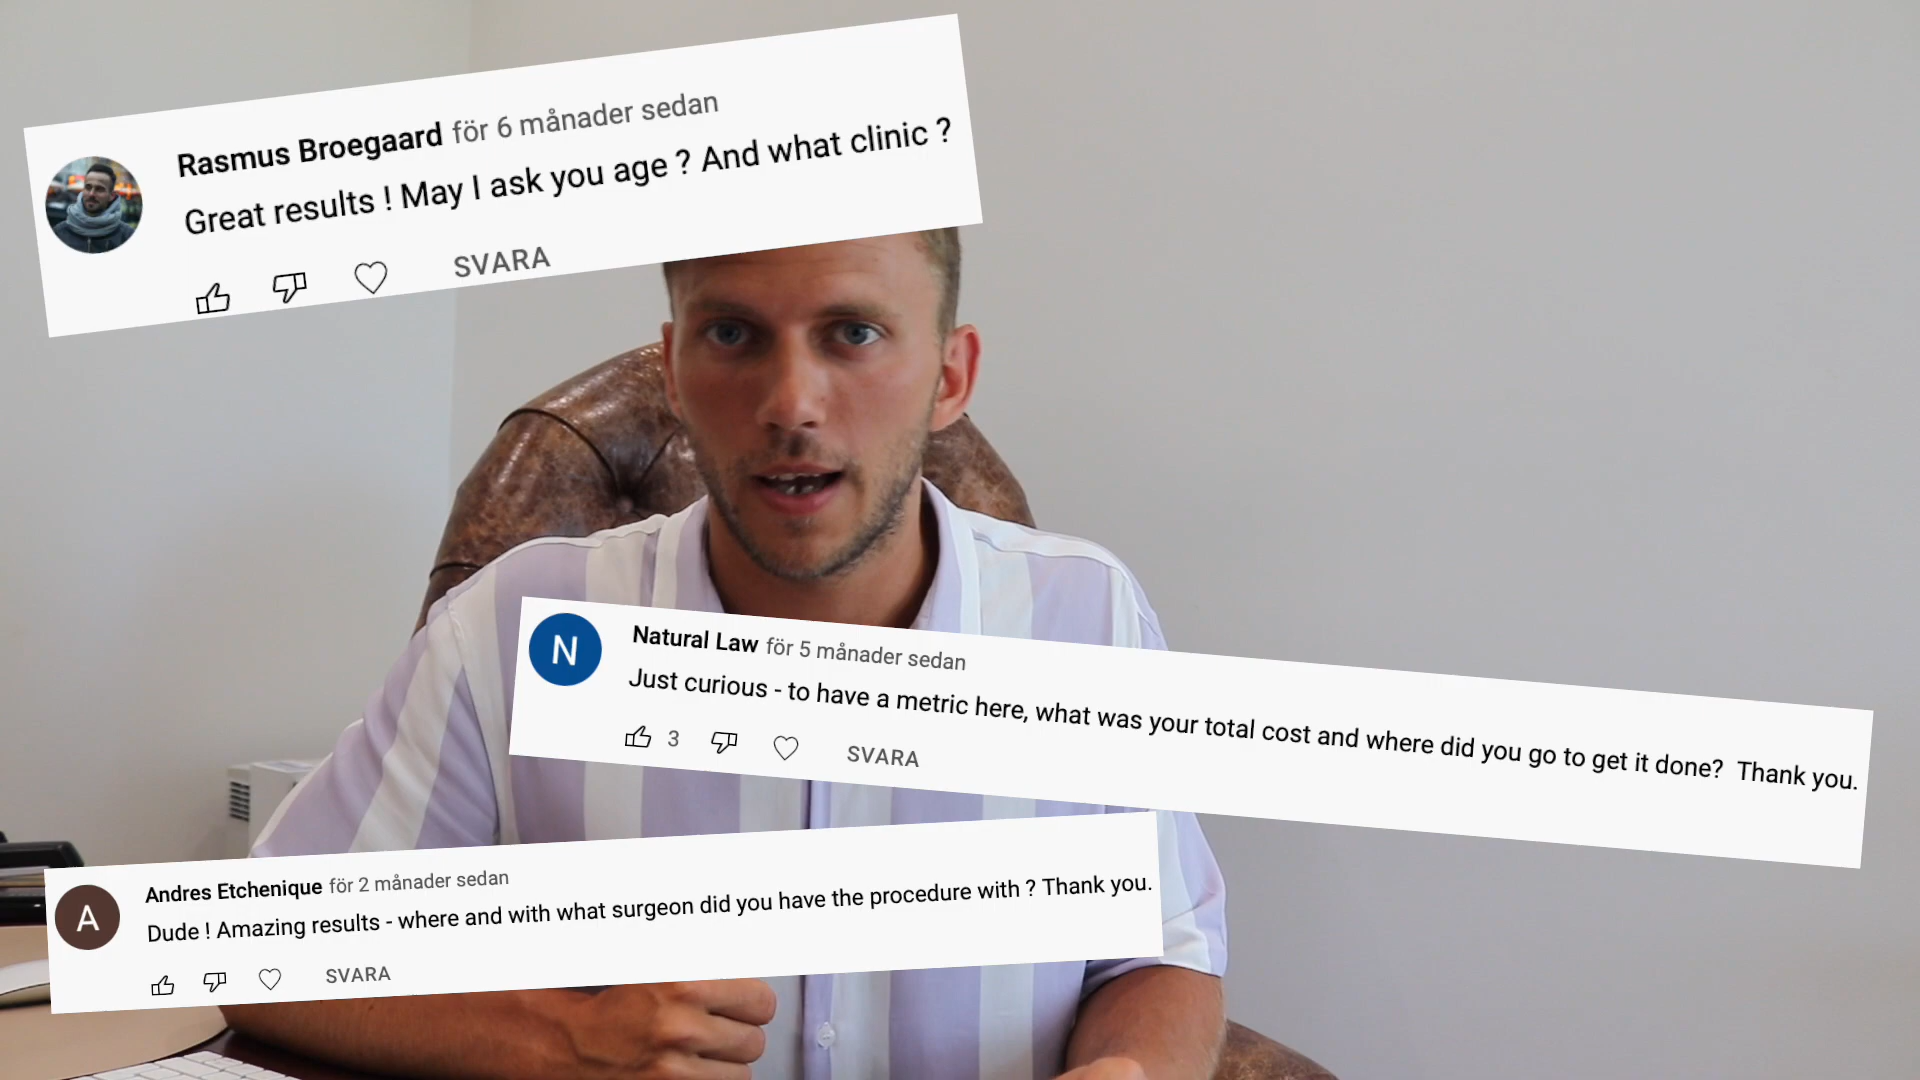 Rasmus Broegaard för 6 månader sedan
Great results ! May I ask you age ? And what clinic ?
SVARA
N
Natural Law för 5 månader sedan
Just curious - to have a metric here, what was your total cost and where did you go to get it done? Thank you.
3
SVARA
A
Andres Etchenique för 2 månader sedan
Dude ! Amazing results - where and with what surgeon did you have the procedure with ? Thank you.
SVARA